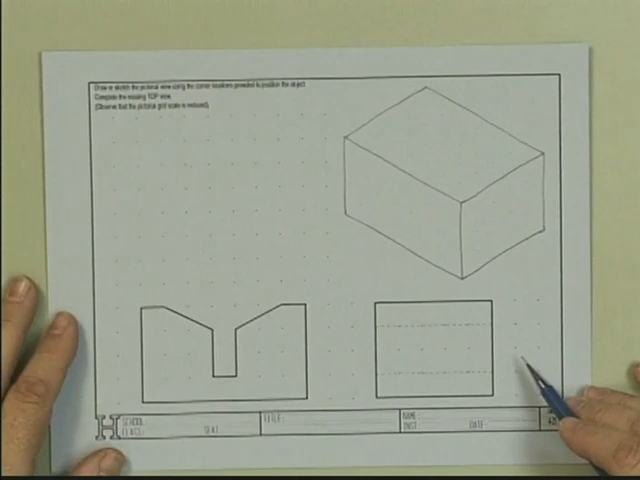 Draw or sketch the pictorial view using the corner locations provided to position the object.
Complete the missing TOP view.
(Observe that the pictorial grid scale is reduced).
H
SCHOOL:
CLASS:
SEAT
TITLE:
NAME:
INST:
DATE: